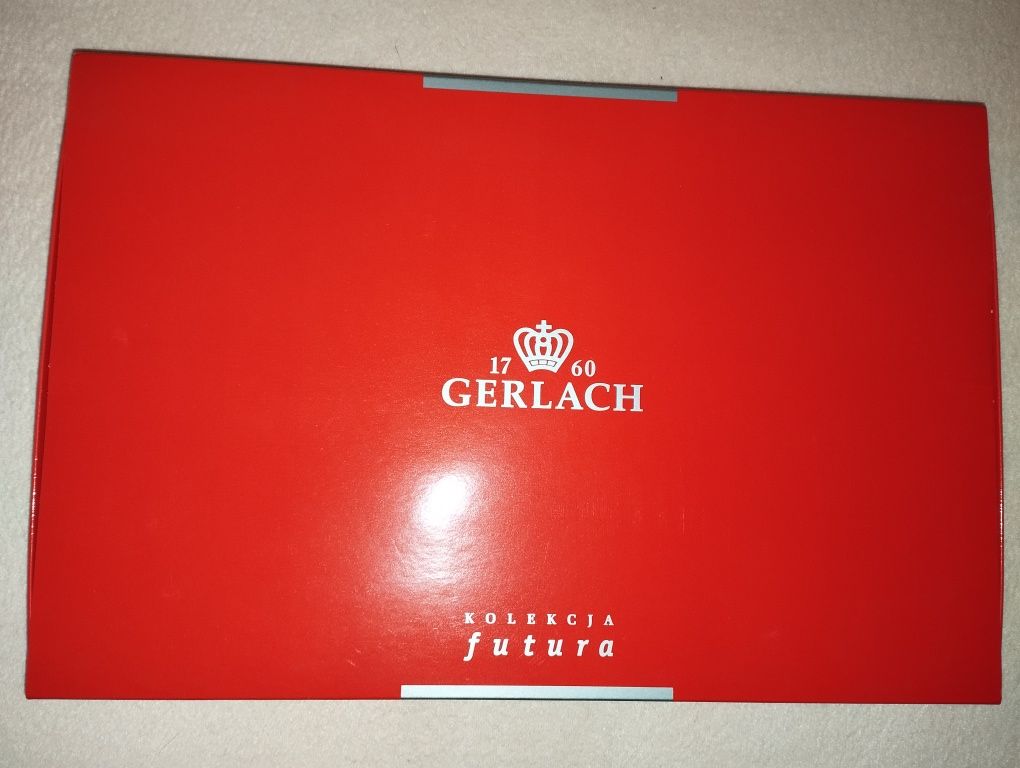 17 60
GERLACH
KOLEKCJA
futura